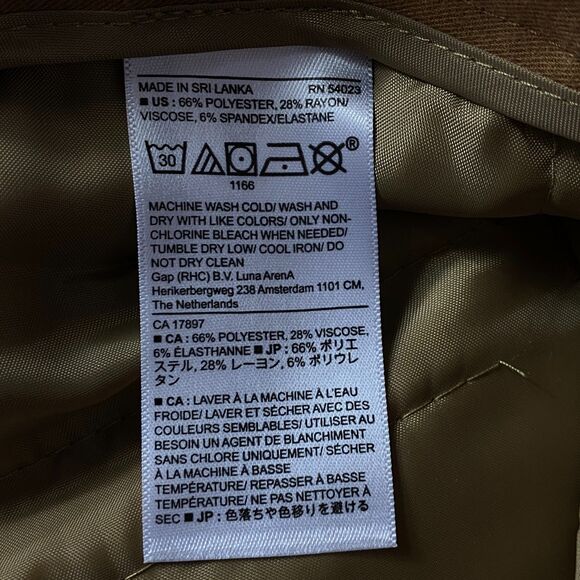 MADE IN SRI LANKA RN 54023
■ US : 66% POLYESTER, 28% RAYON/
VISCOSE, 6% SPANDEX/ELASTANE
30
®
1166
MACHINE WASH COLD/ WASH AND
DRY WITH LIKE COLORS/ ONLY NON-
CHLORINE BLEACH WHEN NEEDED/
TUMBLE DRY LOW/ COOL IRON/ DO
NOT DRY CLEAN
Gap (RHC) B.V. Luna ArenA
Herikerbergweg 238 Amsterdam 1101 CM,
The Netherlands
CA 17897
■ CA : 66% POLYESTER, 28% VISCOSE,
6% ÉLASTHANNE ■ JP : 66% ポリエ
ステル, 28% レーヨン, 6% ポリウレ
タン
■ CA : LAVER À LA MACHINE À L'EAU
FROIDE/ LAVER ET SÉCHER AVEC DES
COULEURS SEMBLABLES/ UTILISER AU
BESOIN UN AGENT DE BLANCHIMENT
SANS CHLORE UNIQUEMENT/ SÉCHER
À LA MACHINE À BASSE
TEMPÉRATURE/ REPASSER À BASSE
TEMPÉRATURE/ NE PAS NETTOYER À
SEC ■ JP : 色落ちや色移りを避ける